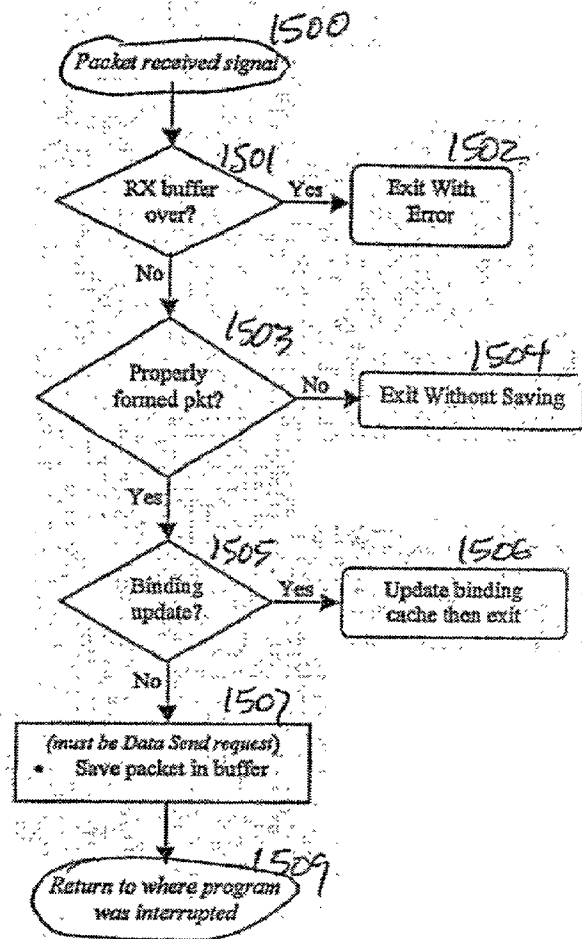 1500
Packet received signal
1501
RX buffer
over?
Yes
1502
Exit With
Error
No
1503
Properly
formed pkt?
No
1504
Exit Without Saving
Yes
1505
Binding
update?
Yes
1506
Update binding
cache then exit
No
1507
(must be Data Send request)
• Save packet in buffer
1509
Return to where program
was interrupted